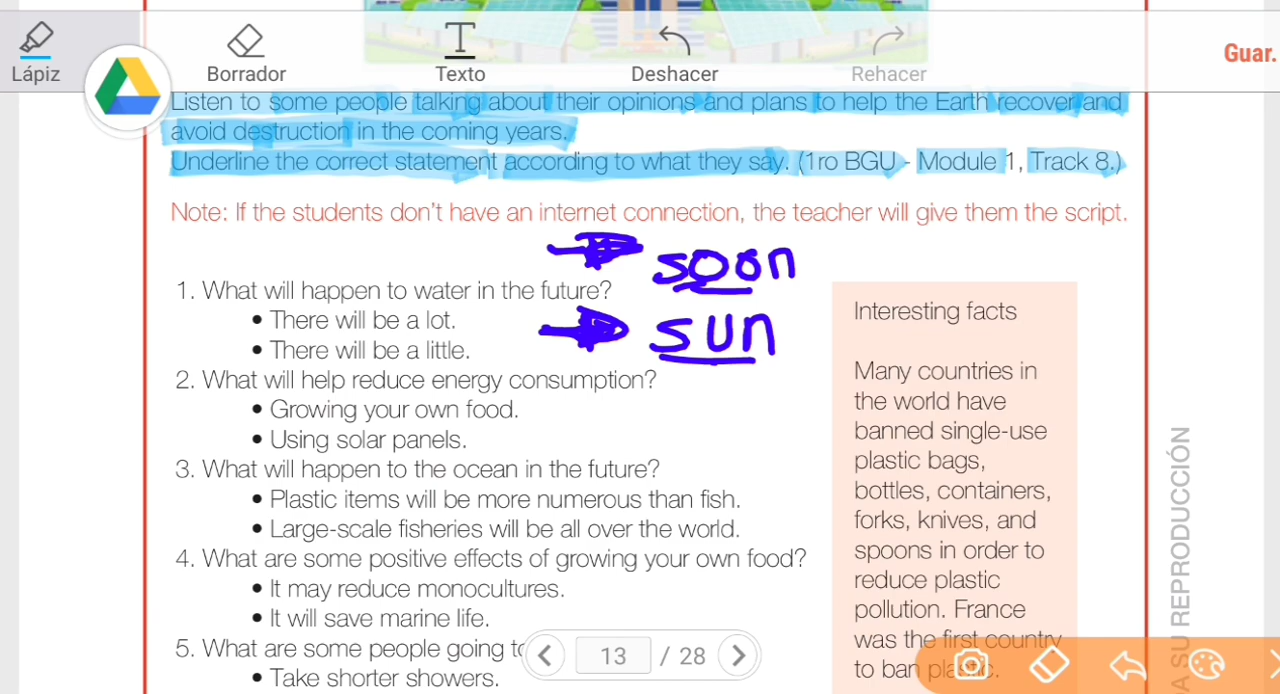 Lápiz
Borrador
Texto
Deshacer
Rehacer
Guar.
Listen to some people talking about their opinions and plans to help the Earth recover and
avoid destruction in the coming years.
Underline the correct statement according to what they say. (1ro BGU - Module 1, Track 8.)
Note: If the students don't have an internet connection, the teacher will give them the script.
soon
sun
1. What will happen to water in the future?
• There will be a lot.
• There will be a little.
2. What will help reduce energy consumption?
• Growing your own food.
• Using solar panels.
3. What will happen to the ocean in the future?
• Plastic items will be more numerous than fish.
• Large-scale fisheries will be all over the world.
4. What are some positive effects of growing your own food?
• It may reduce monocultures.
• It will save marine life.
5. What are some people going to
• Take shorter showers.
Interesting facts
Many countries in
the world have
banned single-use
plastic bags,
bottles, containers,
forks, knives, and
spoons in order to
reduce plastic
pollution. France
was the first country
to ban plastic.
A SU REPRODUCCIÓN
13 / 28